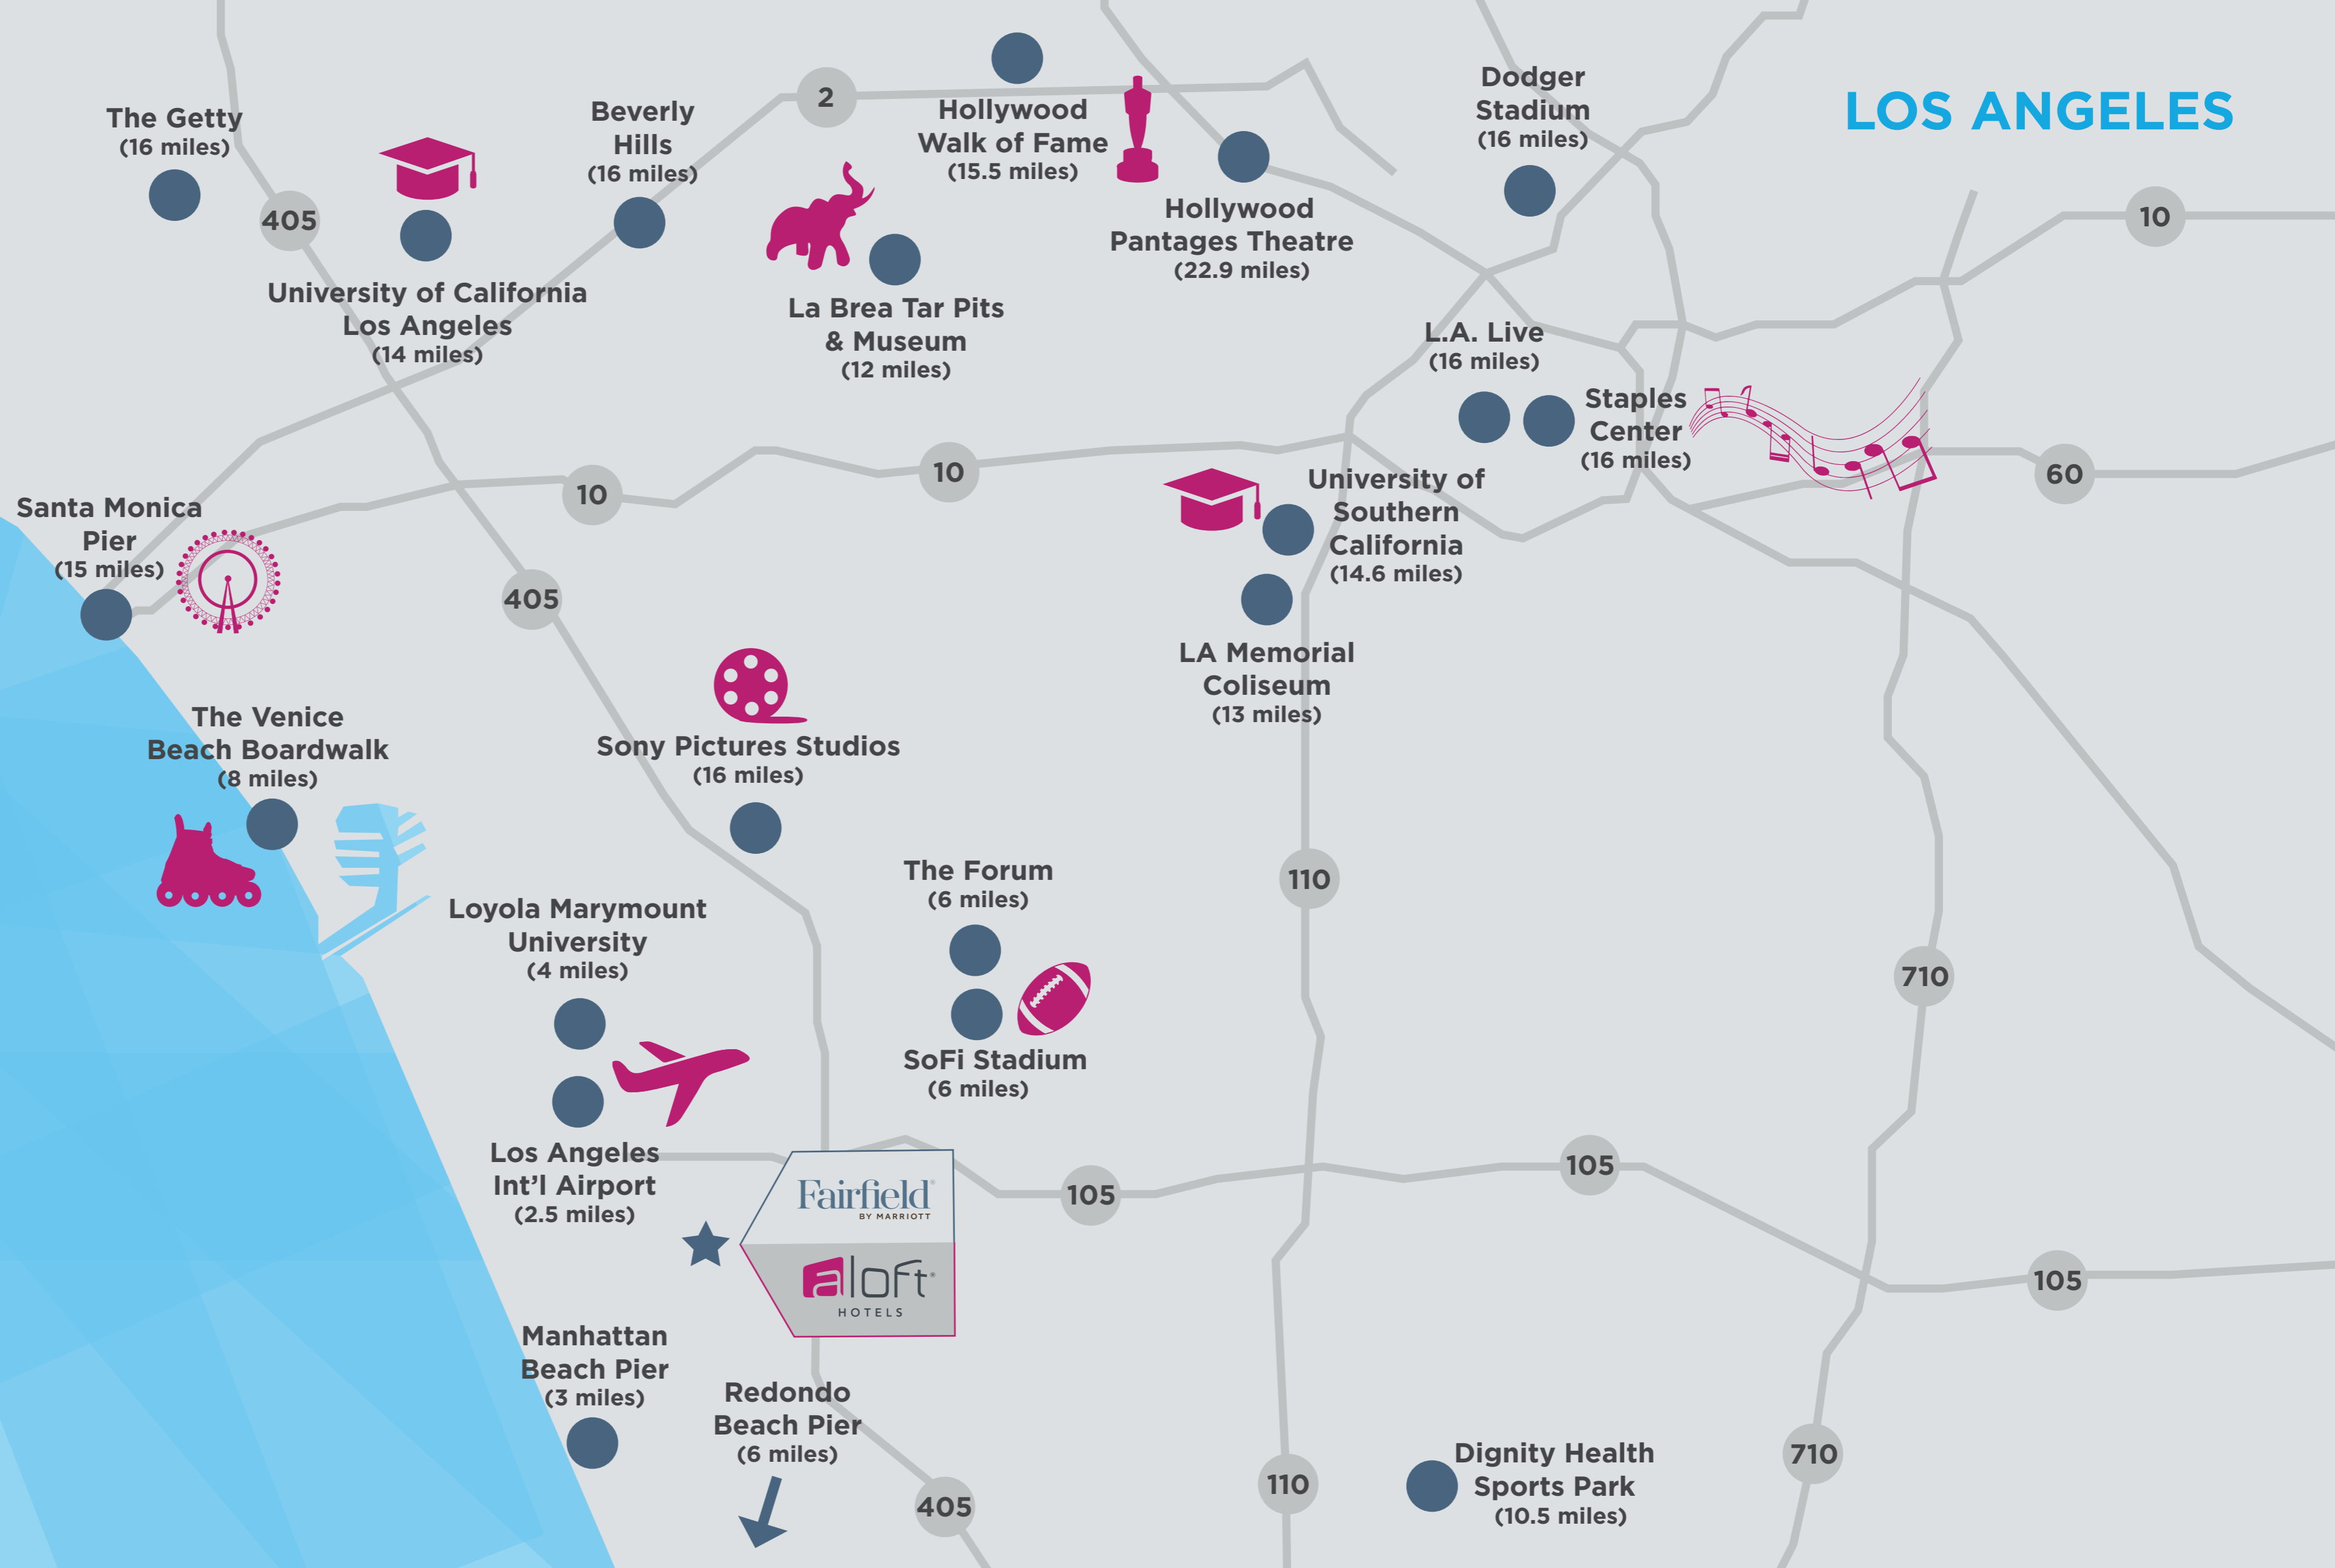 LOS ANGELES
The Getty
(16 miles)
405
University of California
Los Angeles
(14 miles)
Beverly
Hills
(16 miles)
2
Hollywood
Walk of Fame
(15.5 miles)
La Brea Tar Pits
& Museum
(12 miles)
Hollywood
Pantages Theatre
(22.9 miles)
Dodger
Stadium
(16 miles)
10
L.A. Live
(16 miles)
Staples
Center
(16 miles)
60
Santa Monica
Pier
(15 miles)
10
10
405
University of
Southern
California
(14.6 miles)
LA Memorial
Coliseum
(13 miles)
The Venice
Beach Boardwalk
(8 miles)
Sony Pictures Studios
(16 miles)
The Forum
(6 miles)
110
Loyola Marymount
University
(4 miles)
SoFi Stadium
(6 miles)
710
Los Angeles
Int'l Airport
(2.5 miles)
Fairfield®
BY MARRIOTT
aloft®
HOTELS
105
105
105
Manhattan
Beach Pier
(3 miles)
Redondo
Beach Pier
(6 miles)
405
110
Dignity Health
Sports Park
(10.5 miles)
710